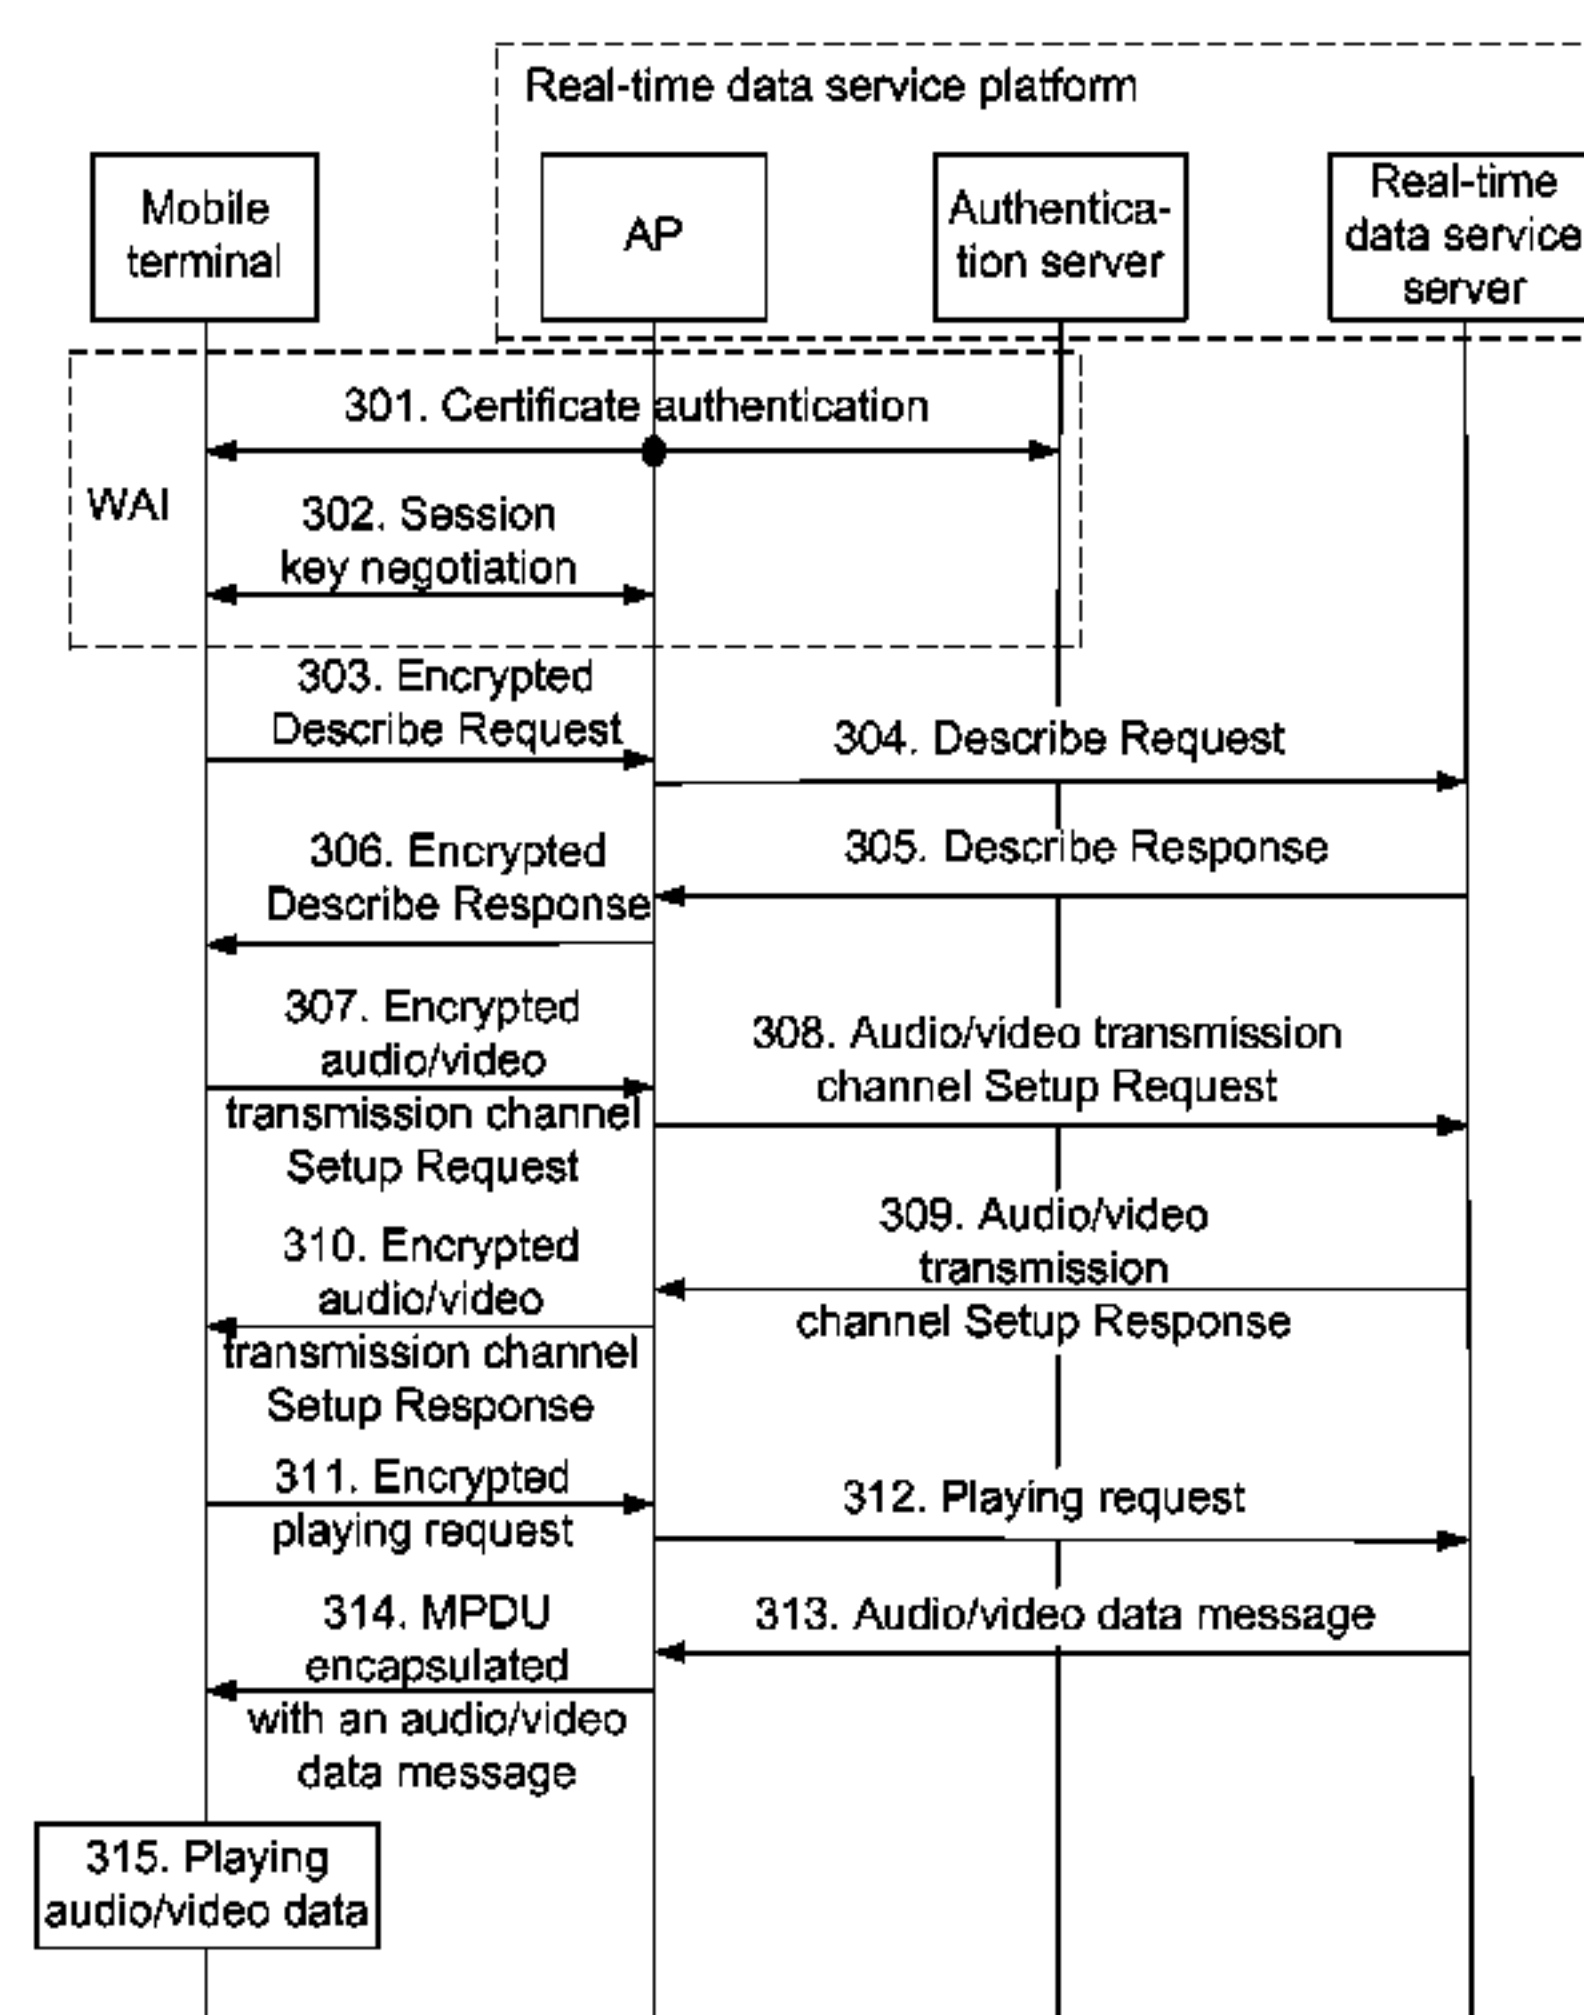 Real-time data service platform
Mobile
terminal
AP
Authentica-
tion server
Real-time
data service
server
301. Certificate authentication
WAI
302. Session
key negotiation
303. Encrypted
Describe Request
304. Describe Request
305. Describe Response
306. Encrypted
Describe Response
307. Encrypted
audio/video
transmission channel
Setup Request
308. Audio/video transmission
channel Setup Request
309. Audio/video
transmission
channel Setup Response
310. Encrypted
audio/video
transmission channel
Setup Response
311. Encrypted
playing request
312. Playing request
313. Audio/video data message
314. MPDU
encapsulated
with an audio/video
data message
315. Playing
audio/video data